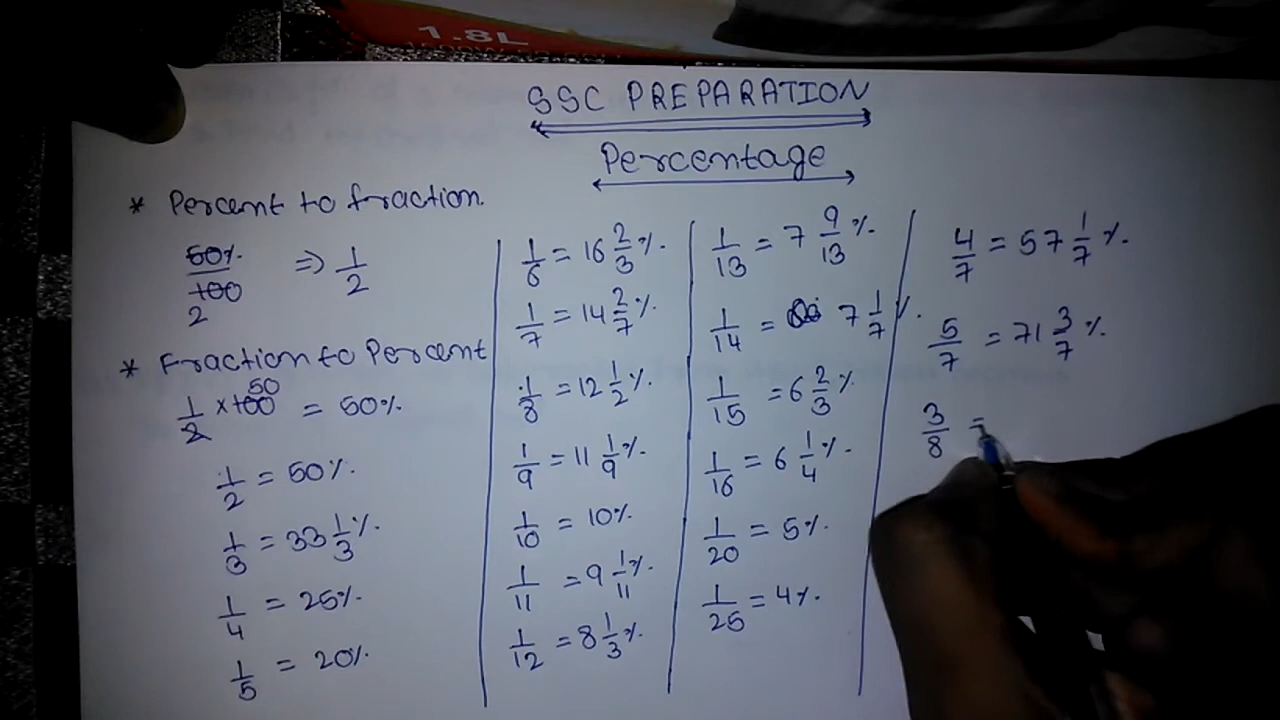 1.8L
SSC PREPARATION
Percentage
* Percent to fraction.
50%/100 2 => 1/2
* Fraction to Percent
1/2 x 100 50 = 50%
1/2 = 50%.
1/3 = 33 1/3 %.
1/4 = 25%.
1/5 = 20%.
1/6 = 16 2/3 %.
1/7 = 14 2/7 %.
1/8 = 12 1/2 %.
1/9 = 11 1/9 %.
1/10 = 10%.
1/11 = 9 1/11 %.
1/12 = 8 1/3 %.
1/13 = 7 9/13 %.
1/14 = 7 1/7 %.
1/15 = 6 2/3 %
1/16 = 6 1/4 %.
1/20 = 5%.
1/25 = 4%.
4/7 = 57 1/7 %.
5/7 = 71 3/7 %.
3/8 =